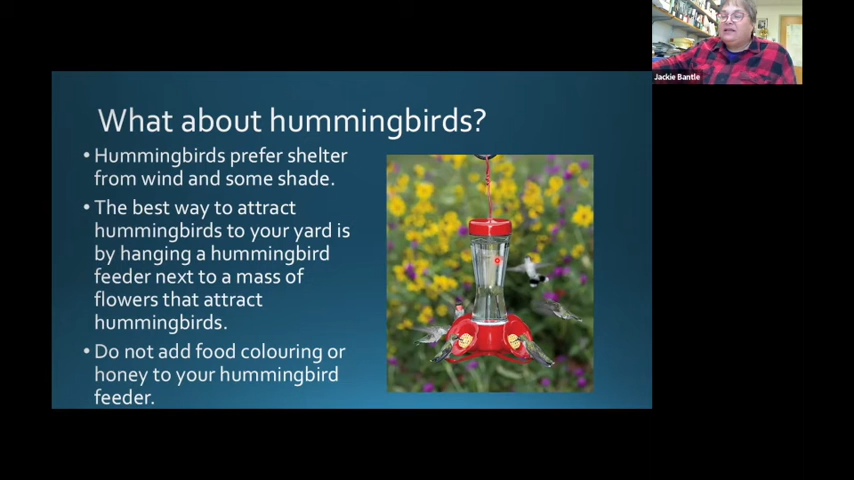 Jackie Bantle
What about hummingbirds?
• Hummingbirds prefer shelter
from wind and some shade.
• The best way to attract
hummingbirds to your yard is
by hanging a hummingbird
feeder next to a mass of
flowers that attract
hummingbirds.
• Do not add food colouring or
honey to your hummingbird
feeder.